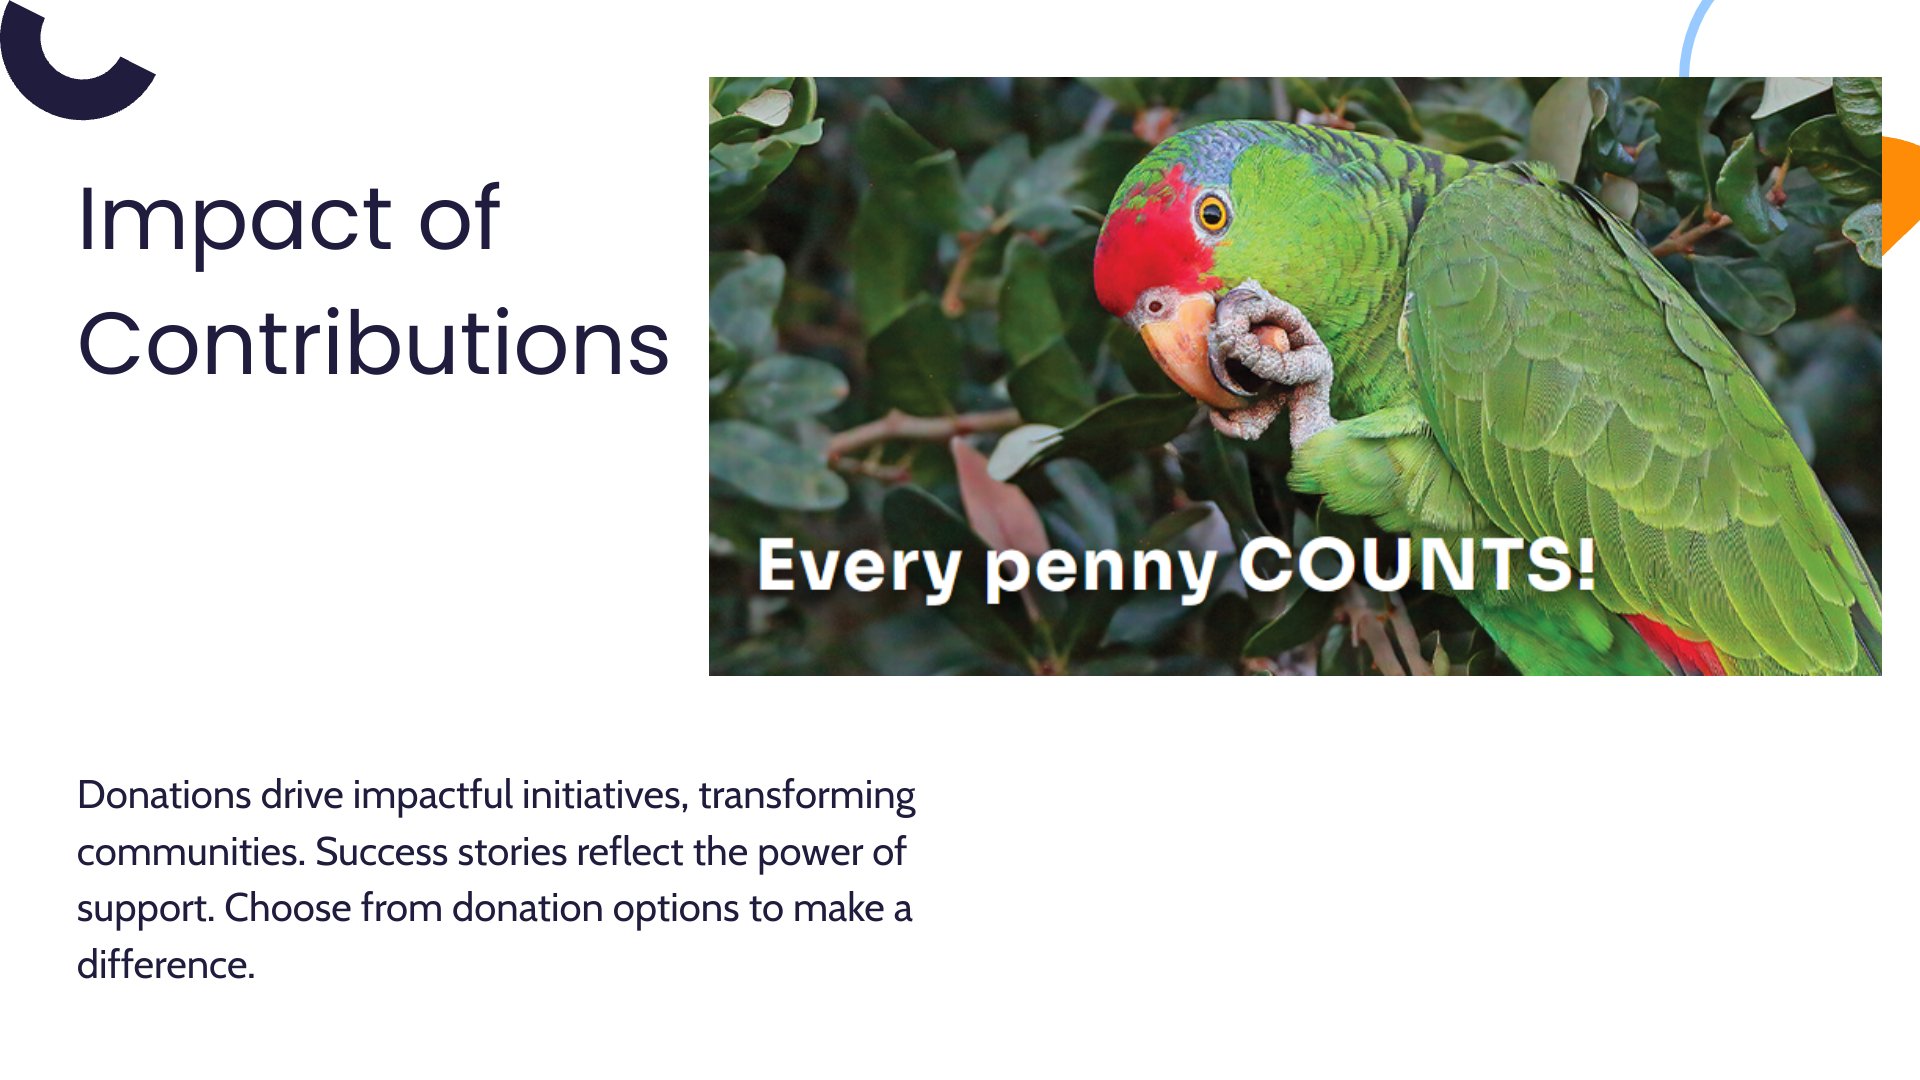 Impact of
Contributions
Every penny COUNTS!
Donations drive impactful initiatives, transforming
communities. Success stories reflect the power of
support. Choose from donation options to make a
difference.